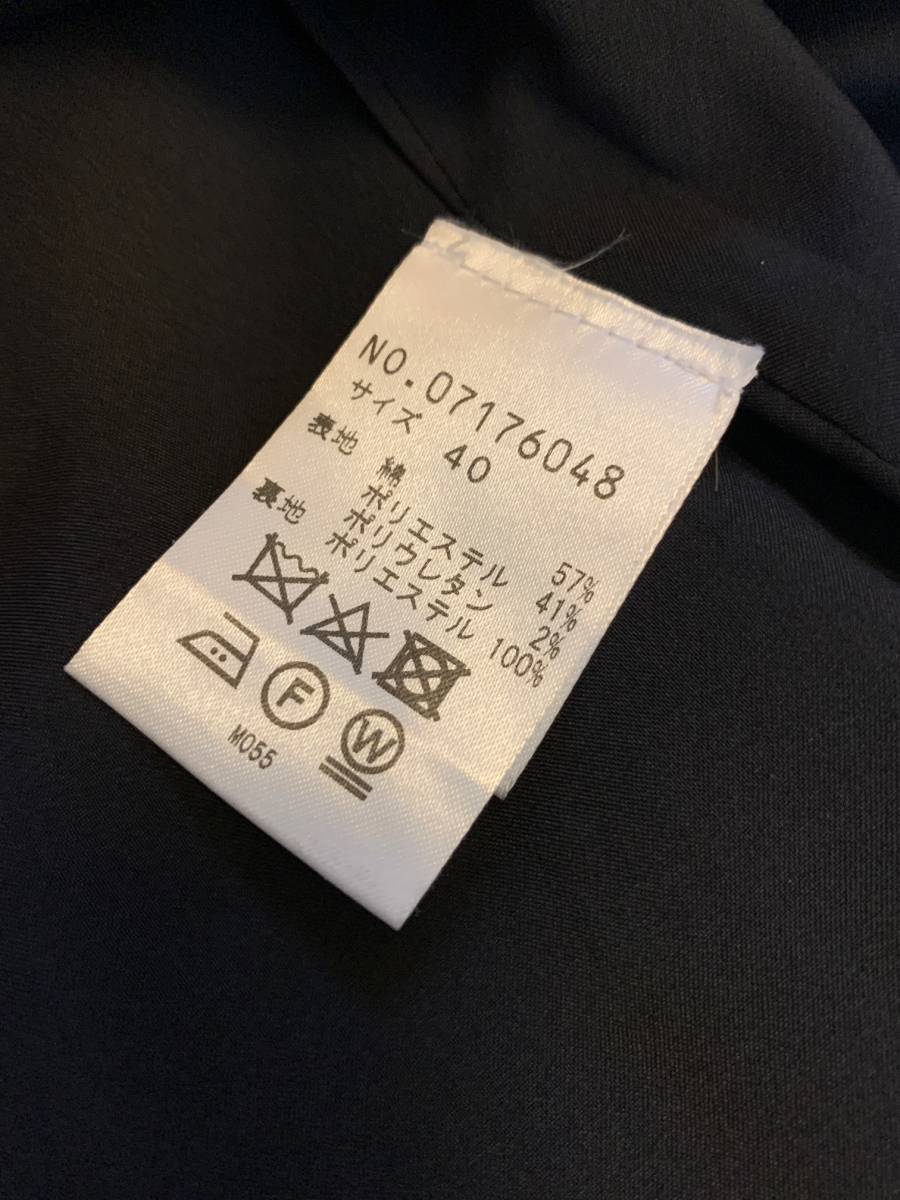 NO.07176048
サイズ 40
表地 綿 57%
ポリエステル 41%
ポリウレタン 2%
裏地 ポリエステル 100%
F
W
M055